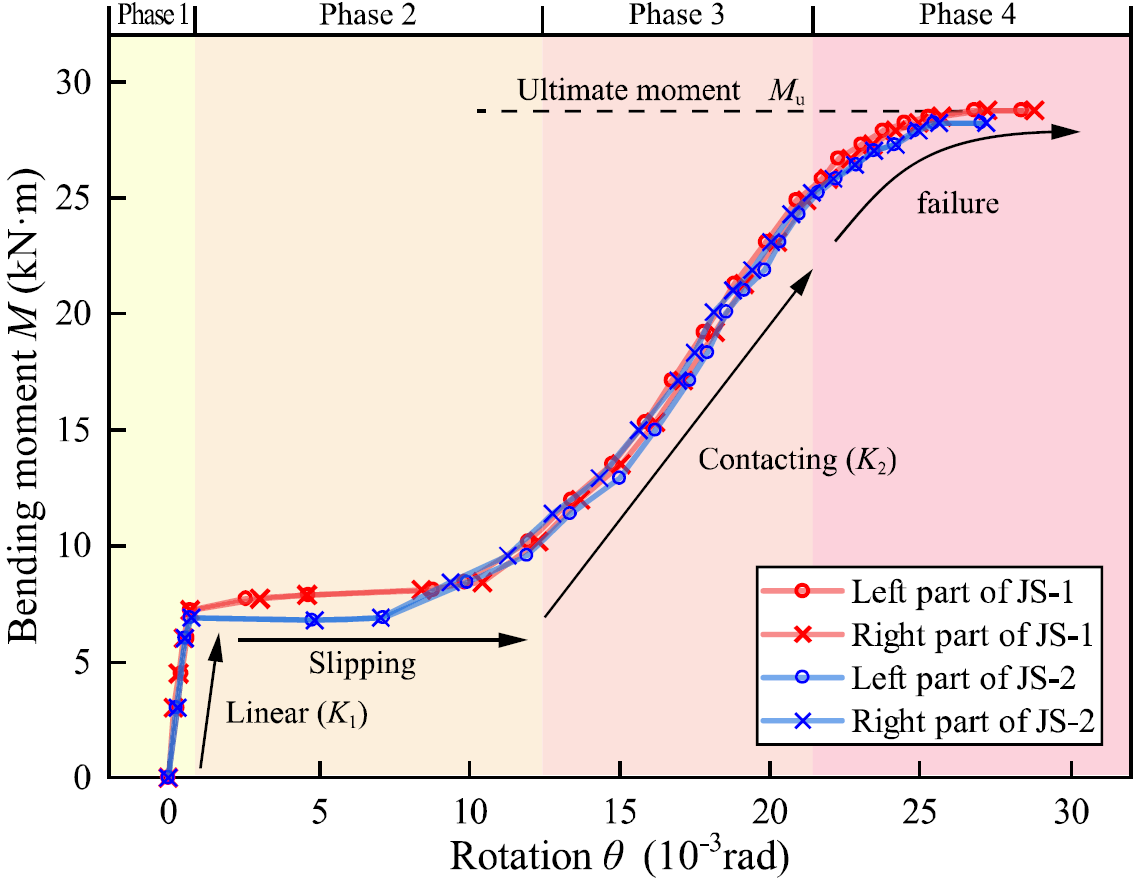 Phase 1 Phase 2 Phase 3 Phase 4
30
Ultimate moment Mu
25
failure
20
15
Contacting (K2)
10
5
Slipping
Linear (K1)
0
Left part of JS-1
Right part of JS-1
Left part of JS-2
Right part of JS-2
0 5 10 15 20 25 30
Rotation θ (10-3rad)
Bending moment M (kN·m)